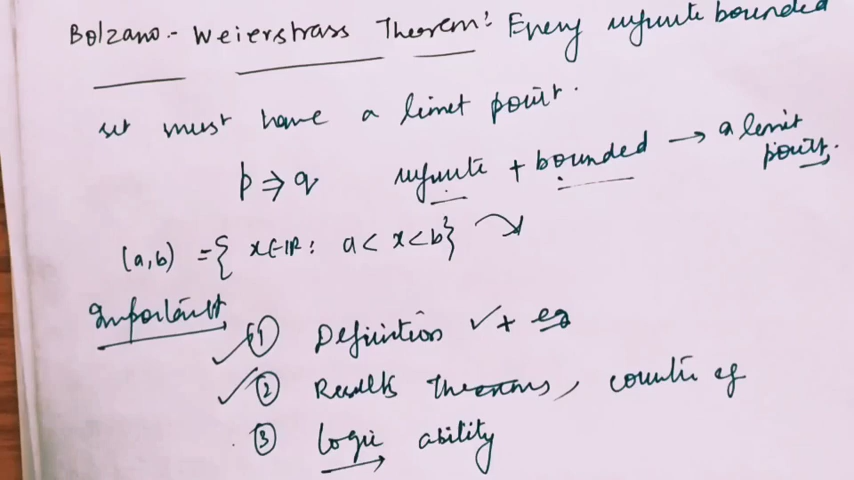 Bolzano - Weierstrass Theorem: Every infinite bounded
set must have a limit point.
p ⇒ q infinite + bounded → a limit point.
(a,b) = { x∈IR : a < x < b}
Important
① Definition ✓ + eg
② Results Theorems, counter eg
③ Logic ability